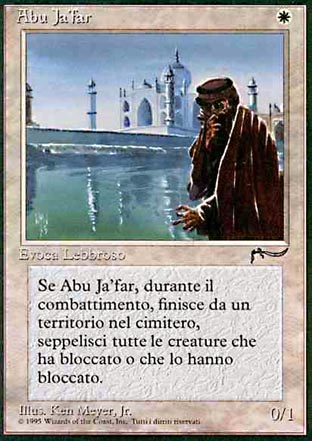 Abu Ja'far
Evoca Lebbroso
Se Abu Ja'far, durante il
combattimento, finisce da un
territorio nel cimitero,
seppelisci tutte le creature che
ha bloccato o che lo hanno
bloccato.
Illus. Ken Meyer, Jr.
© 1995 Wizards of the Coast, Inc. Tutti i diritti riservati
0/1